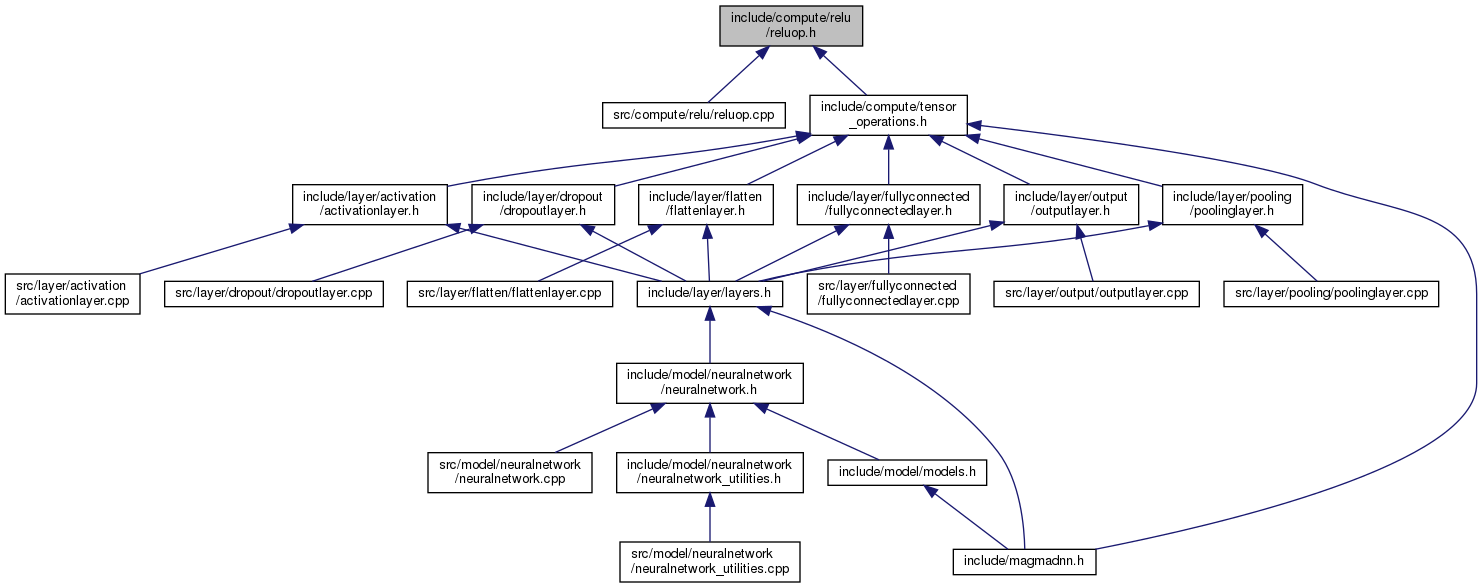 include/compute/relu
/reluop.h
src/compute/relu/reluop.cpp
include/compute/tensor
_operations.h
include/layer/activation
/activationlayer.h
include/layer/dropout
/dropoutlayer.h
include/layer/flatten
/flattenlayer.h
include/layer/fullyconnected
/fullyconnectedlayer.h
include/layer/output
/outputlayer.h
include/layer/pooling
/poolinglayer.h
src/layer/activation
/activationlayer.cpp
src/layer/dropout/dropoutlayer.cpp
src/layer/flatten/flattenlayer.cpp
include/layer/layers.h
src/layer/fullyconnected
/fullyconnectedlayer.cpp
src/layer/output/outputlayer.cpp
src/layer/pooling/poolinglayer.cpp
include/model/neuralnetwork
/neuralnetwork.h
src/model/neuralnetwork
/neuralnetwork.cpp
include/model/neuralnetwork
/neuralnetwork_utilities.h
include/model/models.h
src/model/neuralnetwork
/neuralnetwork_utilities.cpp
include/magmadnn.h